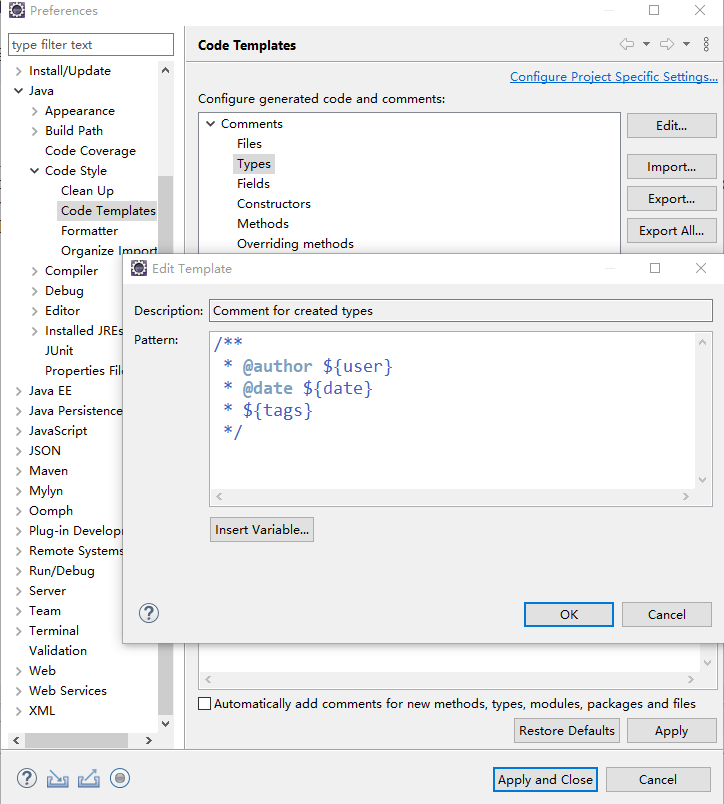 Preferences
type filter text
Install/Update
Java
Appearance
Build Path
Code Coverage
Code Style
Clean Up
Code Templates
Formatter
Organize Import
Compiler
Debug
Editor
Installed JREs
JUnit
Properties File
Java EE
Java Persistence
JavaScript
JSON
Maven
Mylyn
Oomph
Plug-in Develop
Remote Systems
Run/Debug
Server
Team
Terminal
Validation
Web
Web Services
XML
Code Templates
Configure Project Specific Settings...
Configure generated code and comments:
Comments
Files
Types
Fields
Constructors
Methods
Overriding methods
Edit...
Import...
Export...
Export All...
Edit Template
Description:
Comment for created types
Pattern:
/**
* @author ${user}
* @date ${date}
* ${tags}
*/
Insert Variable...
OK
Cancel
Automatically add comments for new methods, types, modules, packages and files
Restore Defaults
Apply
Apply and Close
Cancel